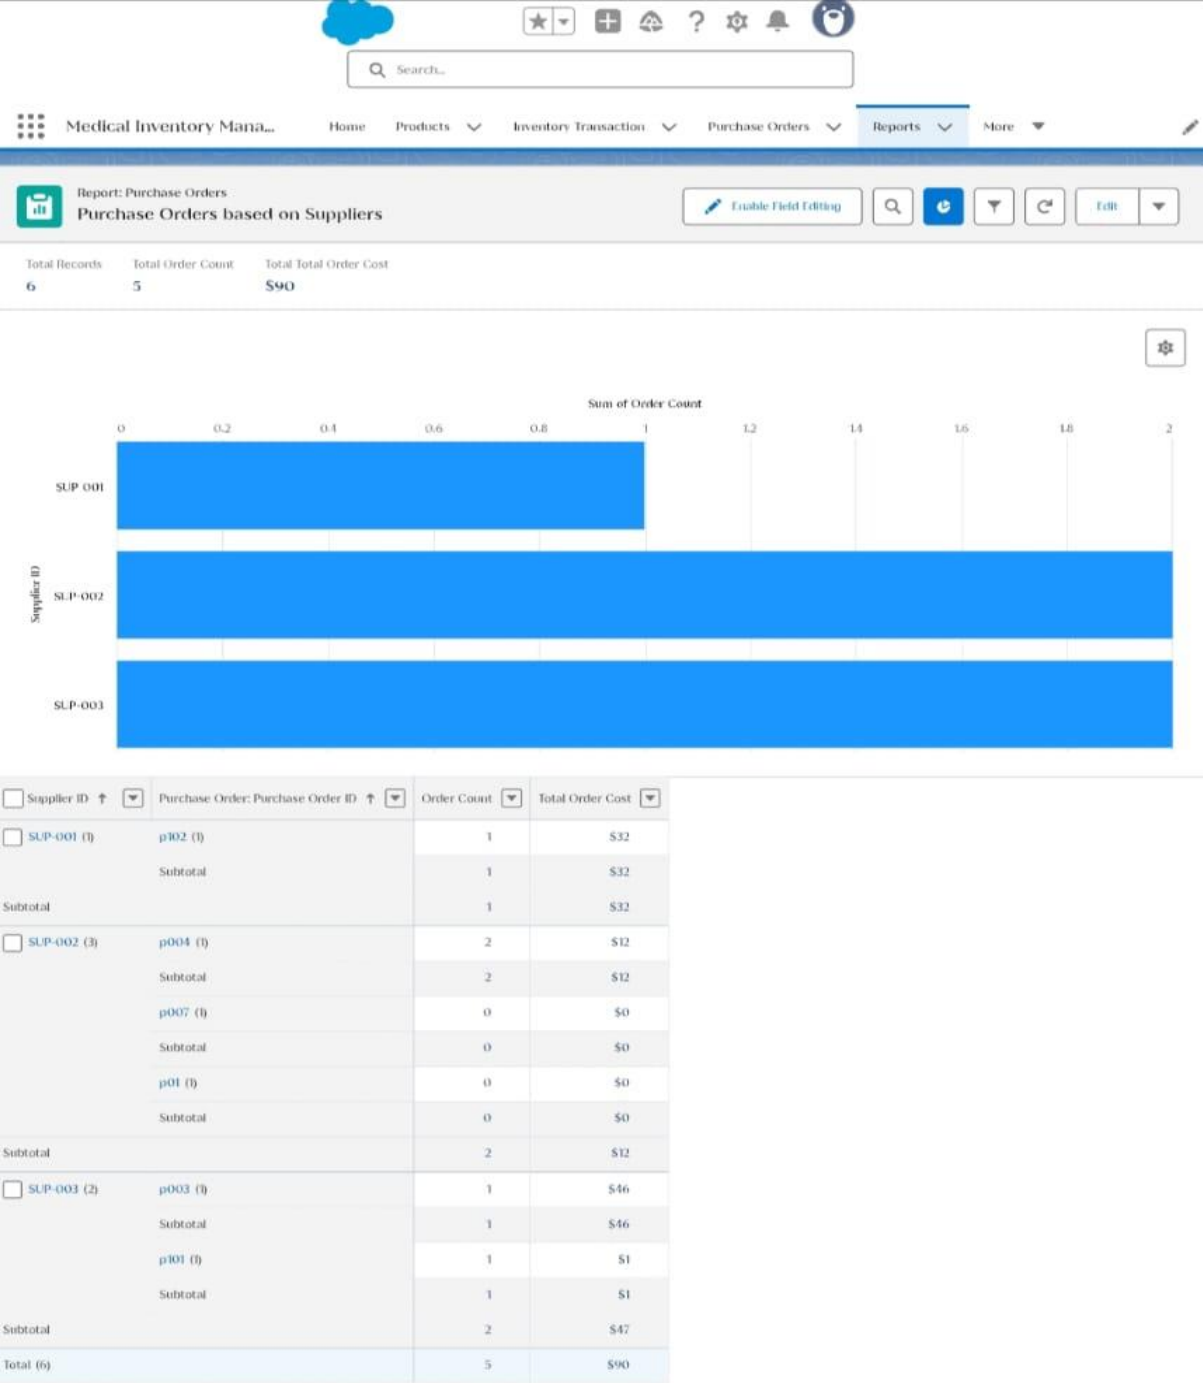 Search...
Medical Inventory Mana... Home Products Inventory Transaction Purchase Orders Reports More
Report: Purchase Orders
Purchase Orders based on Suppliers
Enable Field Editing Edit
Total Records Total Order Count Total Total Order Cost
6 5 $90
Sum of Order Count
0 0.2 0.4 0.6 0.8 1 1.2 1.4 1.6 1.8 2
SUP 001
Supplier ID
SUP-002
SUP-003
Supplier ID ↑ Purchase Order: Purchase Order ID ↑ Order Count Total Order Cost
SUP-001 (1) p102 (1) 1 $32
Subtotal 1 $32
Subtotal 1 $32
SUP-002 (3) p004 (1) 2 $12
Subtotal 2 $12
p007 (1) 0 $0
Subtotal 0 $0
p01 (1) 0 $0
Subtotal 0 $0
Subtotal 2 $12
SUP-003 (2) p003 (1) 1 $46
Subtotal 1 $46
p101 (1) 1 $1
Subtotal 1 $1
Subtotal 2 $47
Total (6) 5 $90